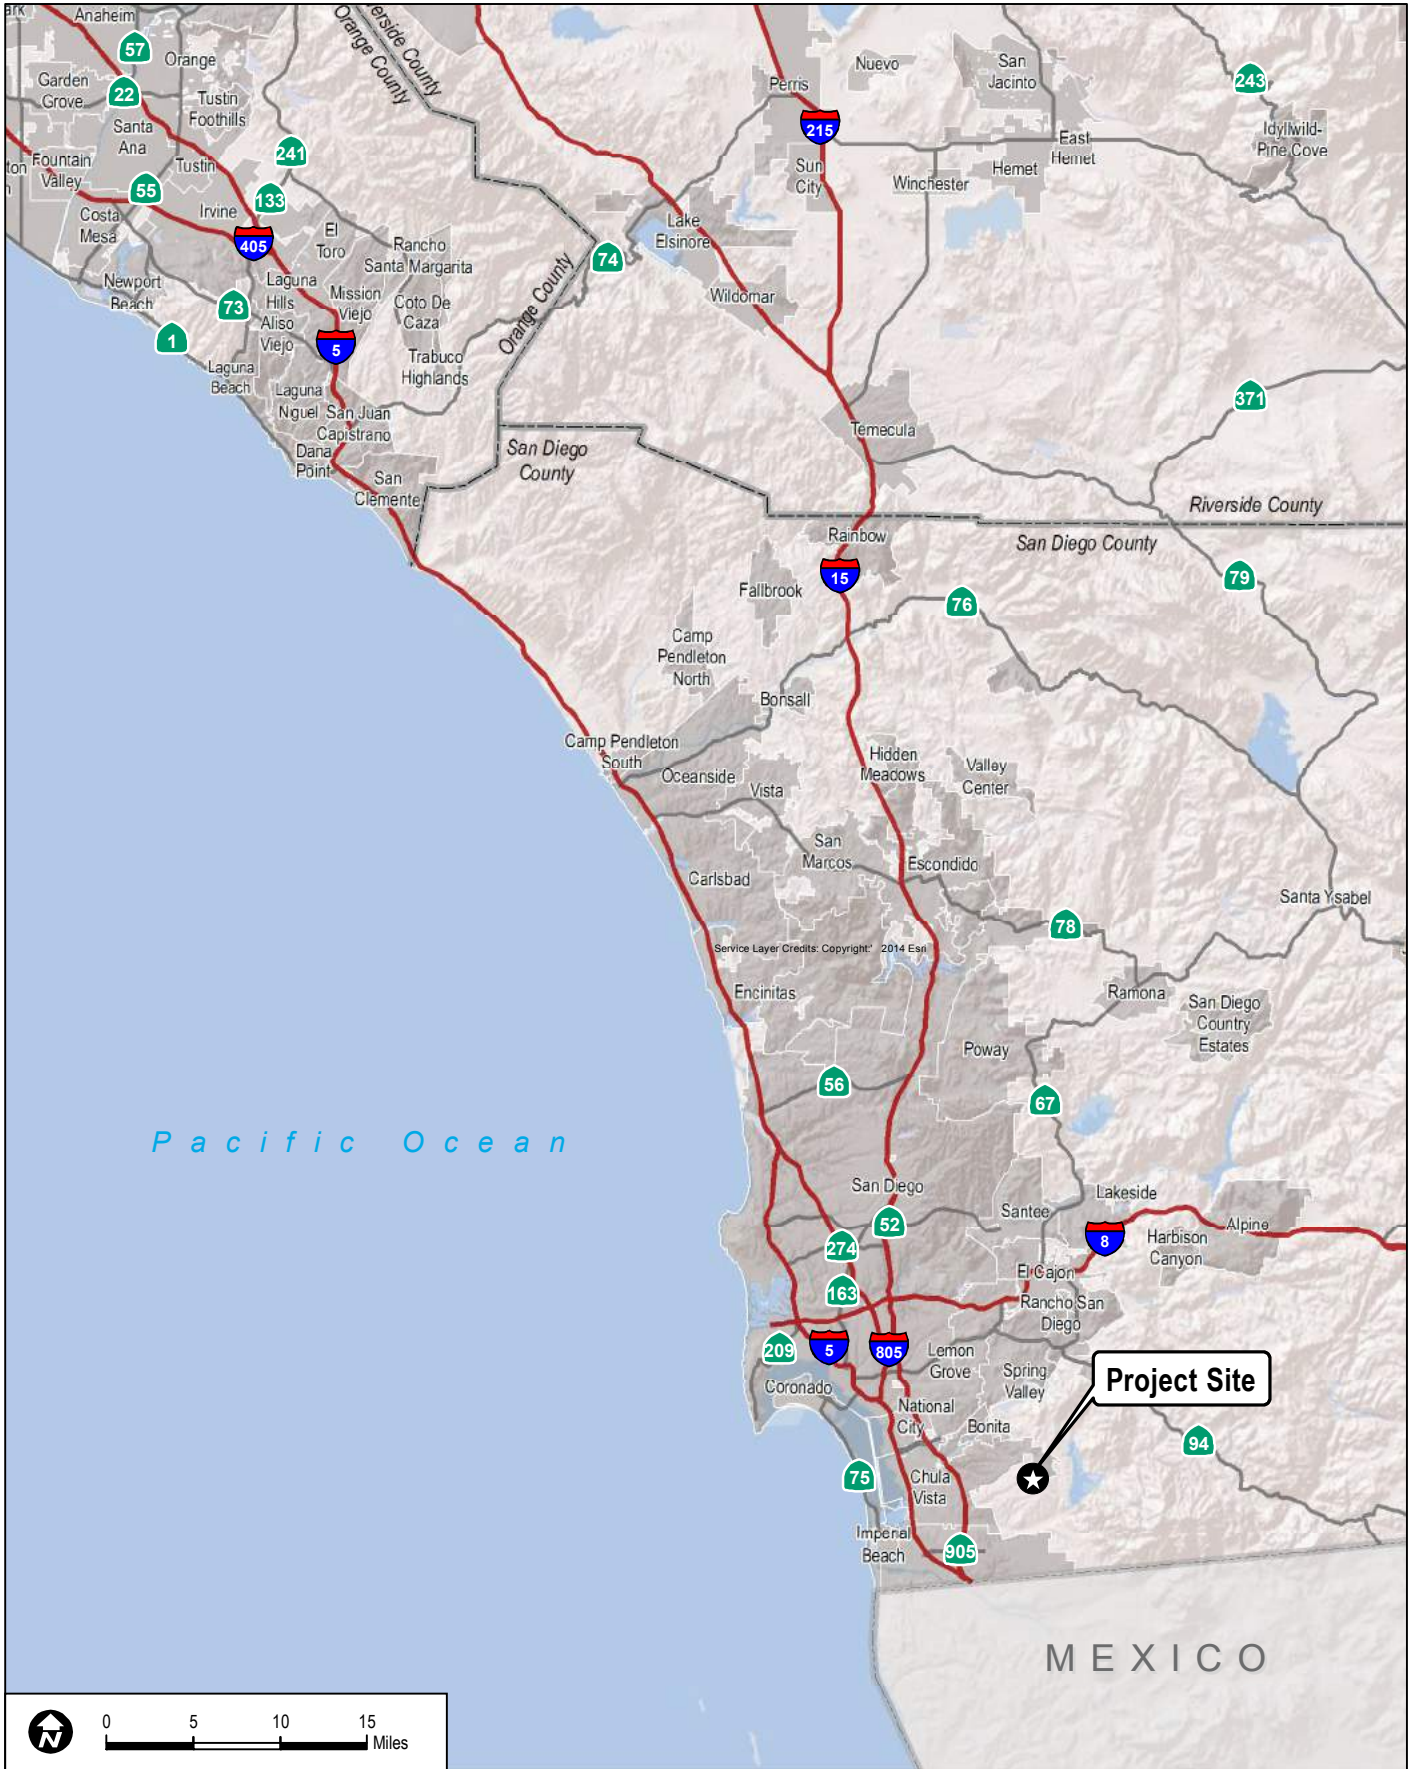 Anaheim
57
Orange
Riverside County
Orange County
Garden
Grove
22
Tustin
Foothills
Santa
Ana
Fountain
Valley
Tustin
241
55
133
Costa
Mesa
Irvine
405
El
Toro
Rancho
Santa Margarita
Newport
Beach
73
Laguna
Hills
Mission
Viejo
Coto De
Caza
Aliso
Viejo
1
5
Trabuco
Highlands
Laguna
Beach
Laguna
Niguel
San Juan
Capistrano
Dana
Point
San
Clemente
74
Orange County
Perris
215
Nuevo
San
Jacinto
243
Idyllwild-
Pine Cove
East
Hemet
Hemet
Sun
City
Winchester
Lake
Elsinore
Wildomar
371
Temecula
San Diego
County
Riverside County
San Diego County
Rainbow
15
79
Fallbrook
76
Camp
Pendleton
North
Bonsall
Camp Pendleton
South
Oceanside
Vista
Hidden
Meadows
Valley
Center
San
Marcos
Escondido
Carlsbad
Santa Ysabel
78
Service Layer Credits: Copyright:' 2014 Esri
Encinitas
Ramona
San Diego
Country
Estates
Poway
56
67
Pacific Ocean
San Diego
Lakeside
Santee
52
8
Alpine
Harbison
Canyon
274
El Cajon
163
Rancho San
Diego
209
5
805
Lemon
Grove
Spring
Valley
Project Site
Coronado
National
City
Bonita
94
75
Chula
Vista
Imperial
Beach
905
MEXICO
N
0 5 10 15
Miles